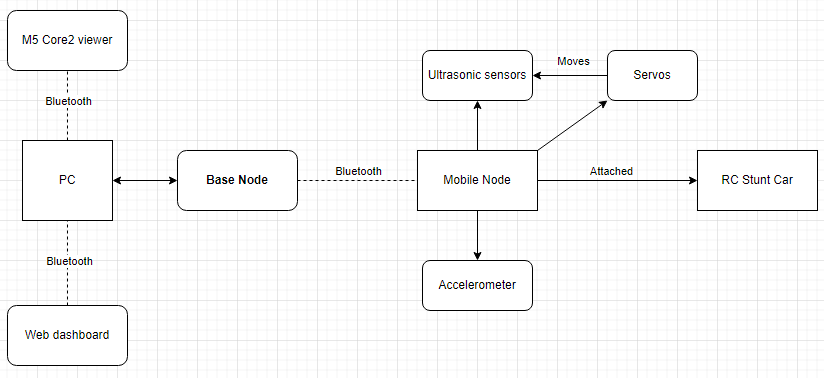 M5 Core2 viewer
Bluetooth
PC
Bluetooth
Web dashboard
Base Node
Bluetooth
Ultrasonic sensors
Moves
Servos
Mobile Node
Attached
RC Stunt Car
Accelerometer